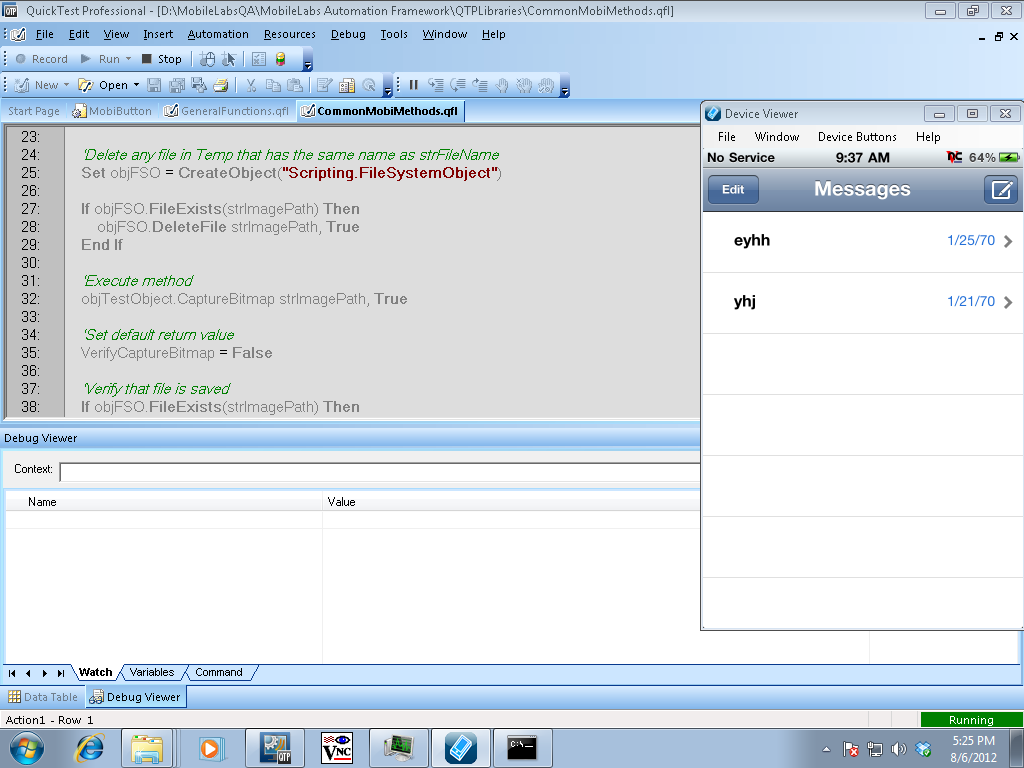 QuickTest Professional - [D:\MobileLabsQA\MobileLabs Automation Framework\QTPLibraries\CommonMobiMethods.qfl]
File Edit View Insert Automation Resources Debug Tools Window Help
Record Run Stop
New Open
Start Page MobiButton GeneralFunctions.qfl CommonMobiMethods.qfl
23:
24: 'Delete any file in Temp that has the same name as strFileName
25: Set objFSO = CreateObject("Scripting.FileSystemObject")
26:
27: If objFSO.FileExists(strImagePath) Then
28: objFSO.DeleteFile strImagePath, True
29: End If
30:
31: 'Execute method
32: objTestObject.CaptureBitmap strImagePath, True
33:
34: 'Set default return value
35: VerifyCaptureBitmap = False
36:
37: 'Verify that file is saved
38: If objFSO.FileExists(strImagePath) Then
Device Viewer
File Window Device Buttons Help
No Service 9:37 AM 64%
Edit Messages
eyhh 1/25/70
yhj 1/21/70
Debug Viewer
Context:
Name Value
Watch Variables Command
Data Table Debug Viewer
Action1 - Row 1 Running
QTP
VNC
C:\
5:25 PM
8/6/2012